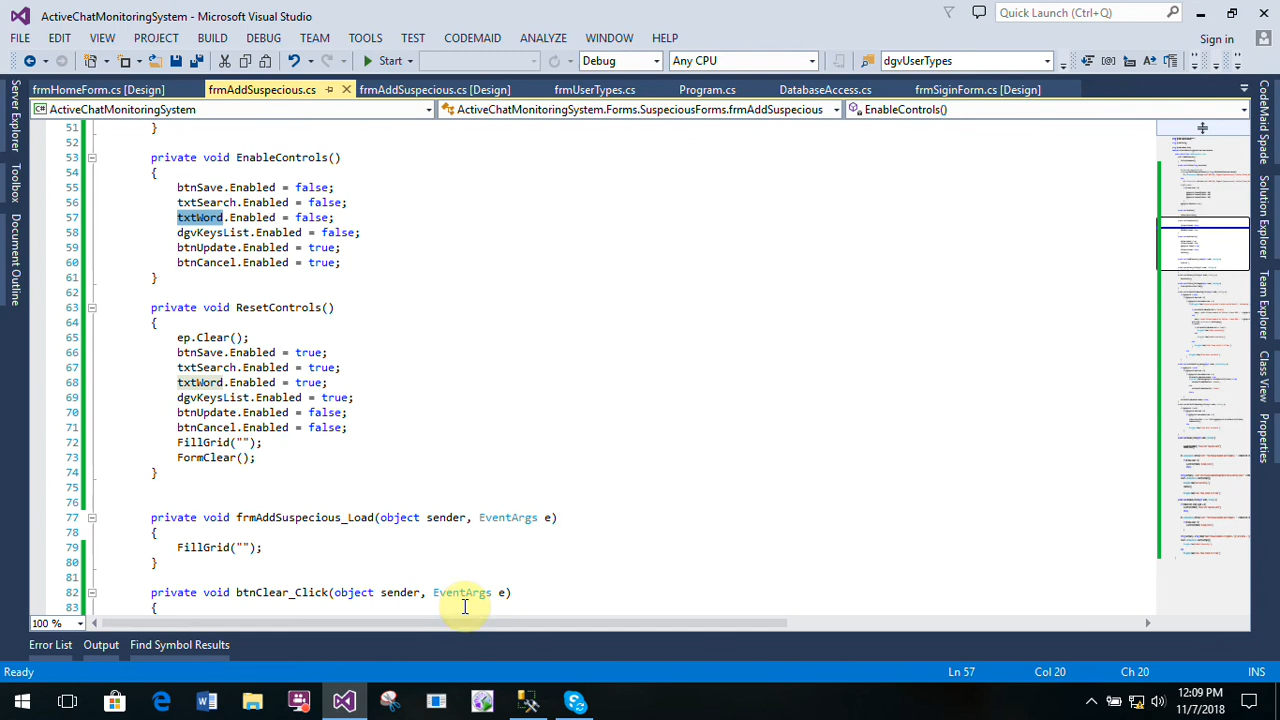 ActiveChatMonitoringSystem - Microsoft Visual Studio
Quick Launch (Ctrl+Q)
FILE EDIT VIEW PROJECT BUILD DEBUG TEAM TOOLS TEST CODEMAID ANALYZE WINDOW HELP
Sign in
Start Debug Any CPU dgvUserTypes
frmHomeForm.cs [Design] frmAddSuspecious.cs frmAddSuspecious.cs [Design] frmUserTypes.cs Program.cs DatabaseAccess.cs frmSiginForm.cs [Design]
ActiveChatMonitoringSystem ActiveChatMonitoringSystem.Forms.SuspeciousForms.frmAddSuspecious EnableControls()
51 }
52
53 private void EnableControls()
54 {
55 btnSave.Enabled = false;
56 txtSearch.Enabled = false;
57 txtWord.Enabled = false;
58 dgvKeysList.Enabled = false;
59 btnUpdate.Enabled = true;
60 btnCancel.Enabled = true;
61 }
62
63 private void ResetControls()
64 {
65 ep.Clear();
66 btnSave.Enabled = true;
67 txtSearch.Enabled = true;
68 txtWord.Enabled = true;
69 dgvKeysList.Enabled = true;
70 btnUpdate.Enabled = false;
71 btnCancel.Enabled = false;
72 FillGrid("");
73 FormClear();
74 }
75
76
77 private void frmAddSuspecious_Load(object sender, EventArgs e)
78 {
79 FillGrid("");
80 }
81
82 private void btnClear_Click(object sender, EventArgs e)
83 {
Server Explorer
Toolbox
Document Outline
CodeMaid Spade
Solution Explorer
Team Explorer
Class View
Properties
100 %
Error List Output Find Symbol Results
Ready Ln 57 Col 20 Ch 20 INS
12:09 PM
11/7/2018